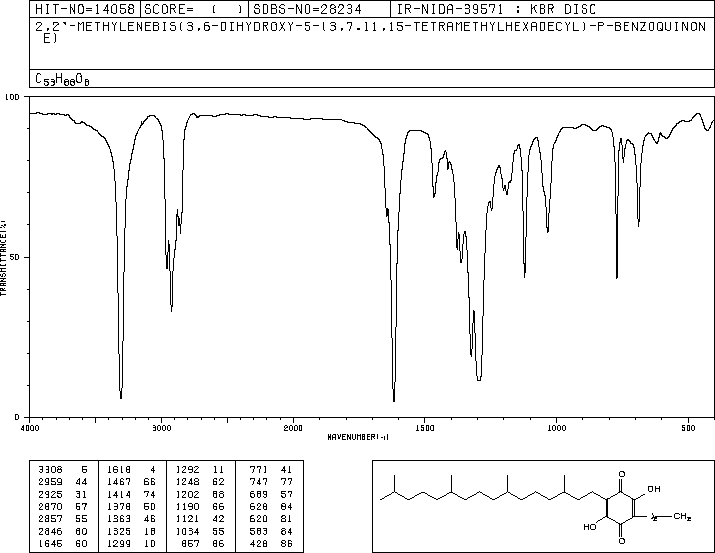 HIT-NO=14058 SCORE= ( ) SDBS-NO=28234 IR-NIDA-39571 : KBR DISC
2,2'-METHYLENEBIS(3,6-DIHYDROXY-5-(3,7,11,15-TETRAMETHYLHEXADECYL)-P-BENZOQUINON
E)
C53H88O8
100
50
0
TRANSMITTANCE(%)
4000 3000 2000 1500 1000 500
WAVENUMBER(-1)
3308 5 1618 4 1292 11 771 41
2959 44 1467 66 1248 62 747 77
2925 31 1414 74 1202 68 689 57
2870 57 1378 50 1190 66 628 84
2857 55 1363 46 1121 42 620 81
2846 60 1325 18 1034 55 583 84
1645 60 1299 10 857 86 428 86
O
OH
CH2
2
HO
O